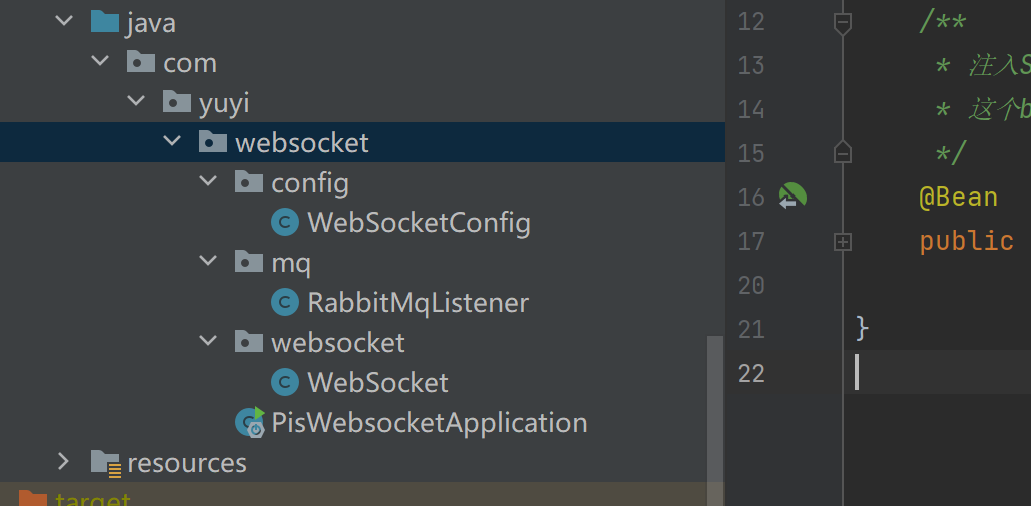 java
com
yuyi
websocket
config
WebSocketConfig
mq
RabbitMqListener
websocket
WebSocket
PisWebsocketApplication
resources
target
12 /**
13 * 注入S
14 * 这个b
15 */
16 @Bean
17 public
20
21 }
22